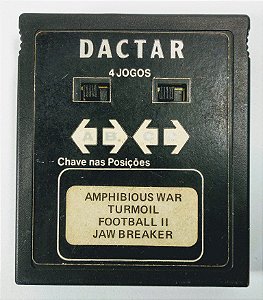 DACTAR
4 JOGOS
A B C D
Chave nas Posições
AMPHIBIOUS WAR
TURMOIL
FOOTBALL II
JAW BREAKER